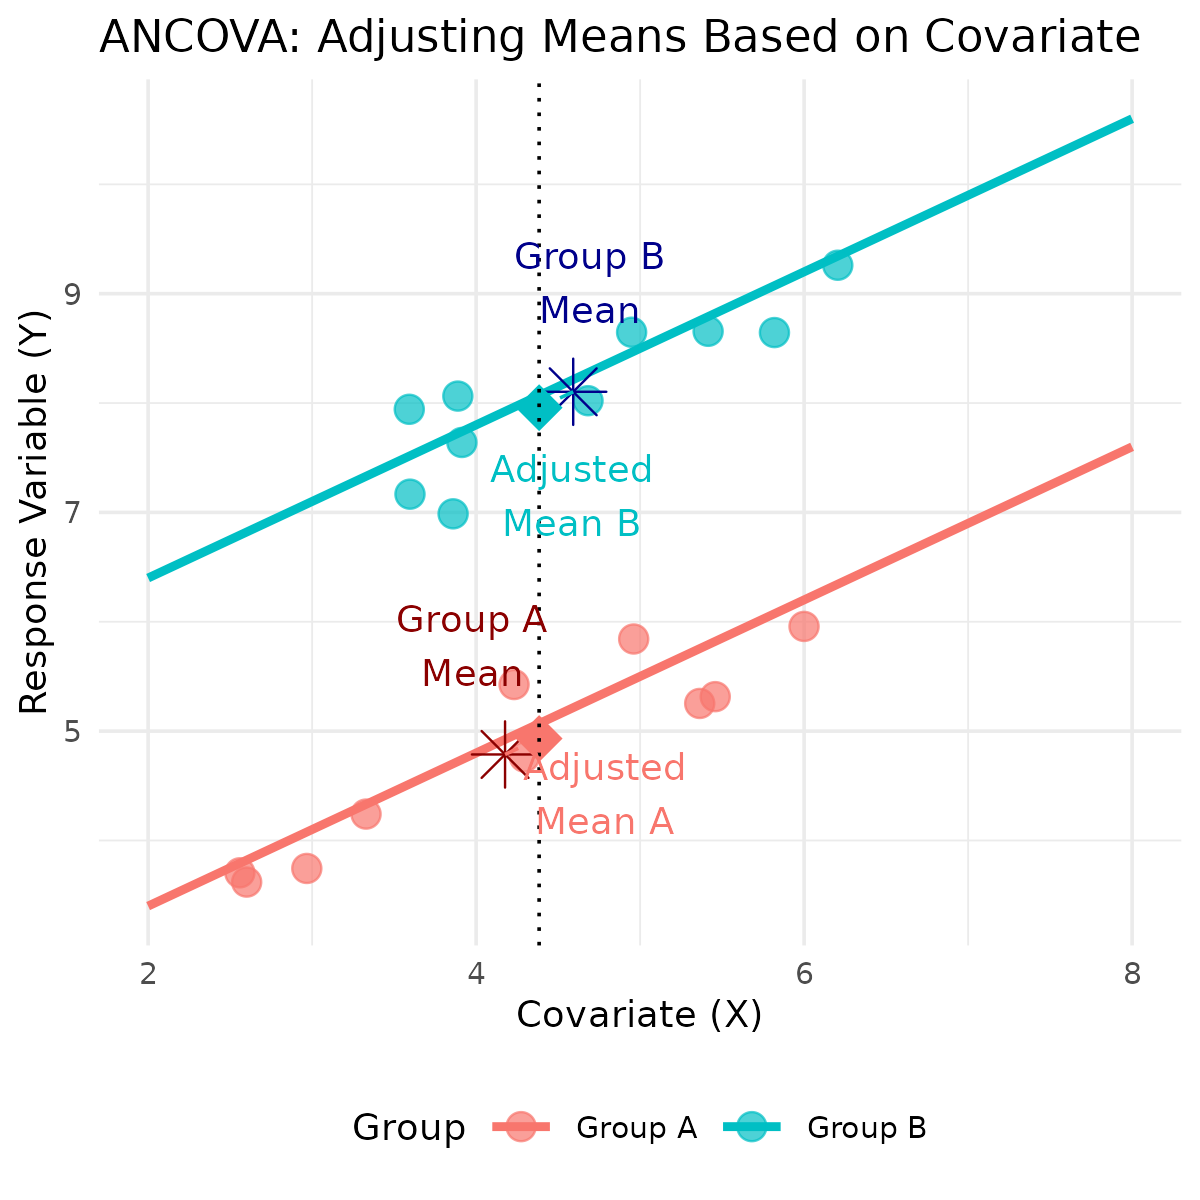 ANCOVA: Adjusting Means Based on Covariate
Response Variable (Y)
9
7
5
Group B
Mean
Adjusted
Mean B
Group A
Mean
Adjusted
Mean A
2 4 6 8
Covariate (X)
Group Group A Group B